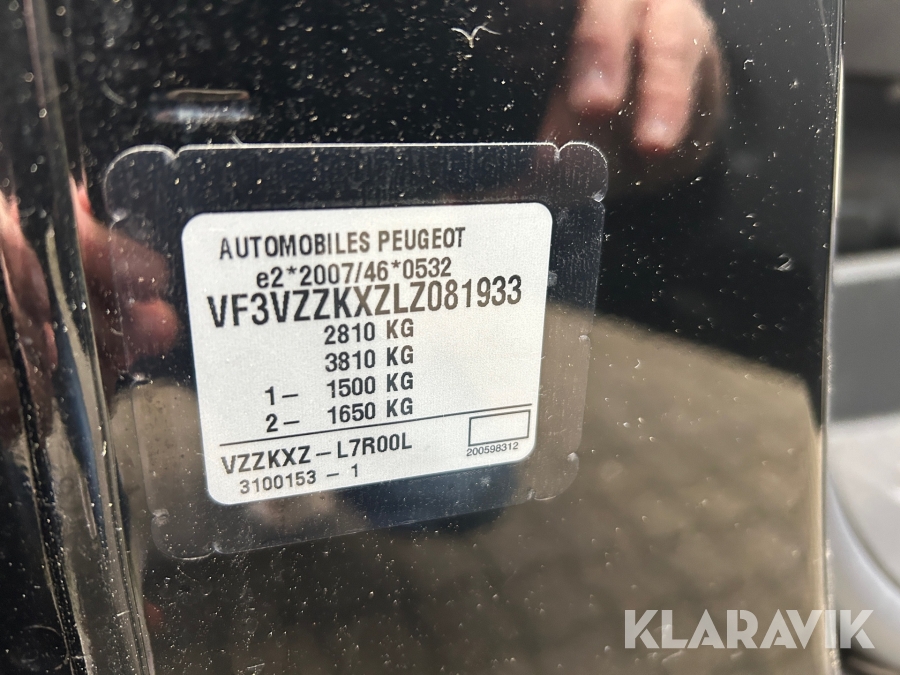 AUTOMOBILES PEUGEOT
e2*2007/46*0532
VF3VZZKXZLZ081933
2810 KG
3810 KG
1- 1500 KG
2- 1650 KG
VZZKXZ-L7R00L
200598312
3100153 - 1
KLARAVIK